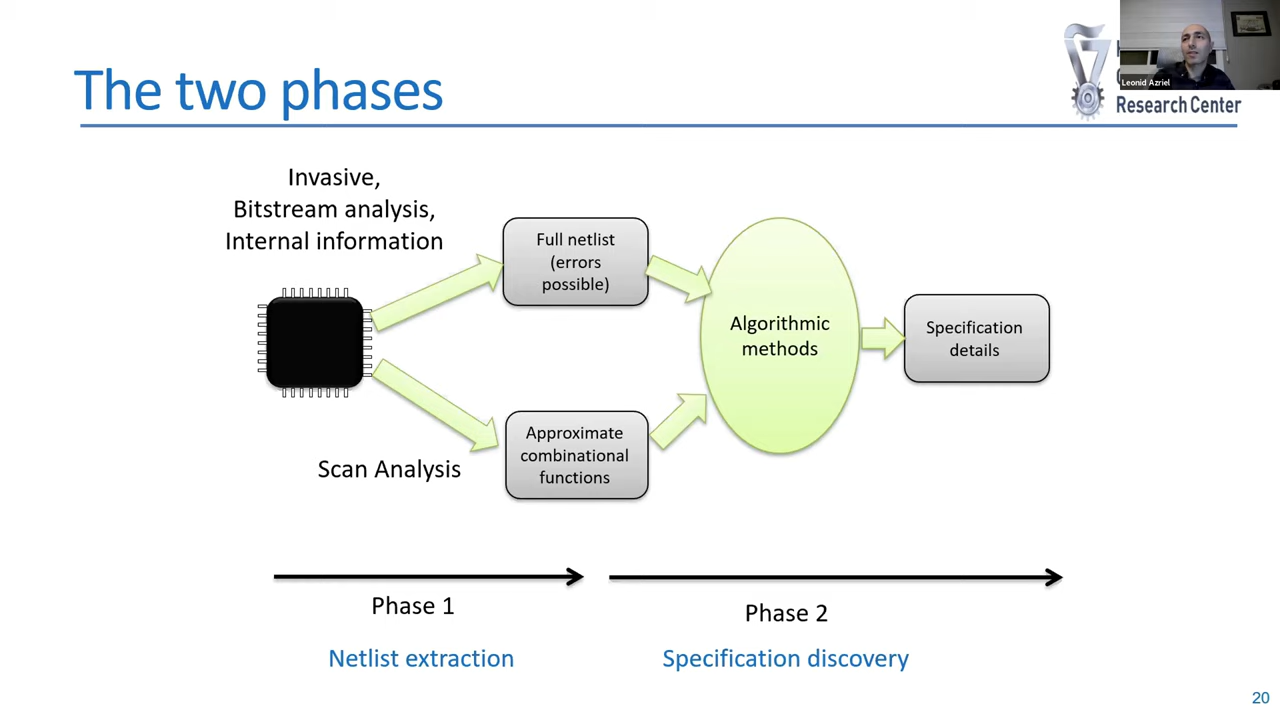 The two phases
Leonid Azriel
Research Center
Invasive,
Bitstream analysis,
Internal information
Full netlist
(errors
possible)
Algorithmic
methods
Specification
details
Approximate
combinational
functions
Scan Analysis
Phase 1
Phase 2
Netlist extraction
Specification discovery
20